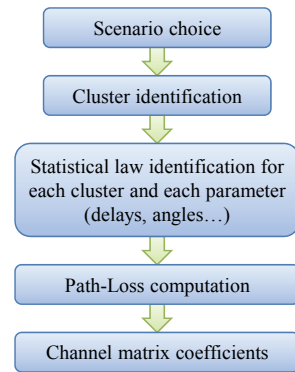 Scenario choice
Cluster identification
Statistical law identification for
each cluster and each parameter
(delays, angles…)
Path-Loss computation
Channel matrix coefficients